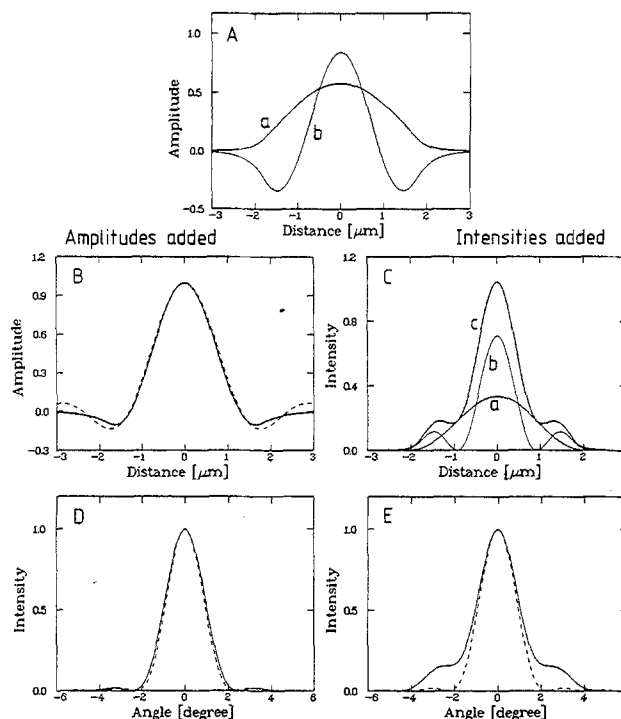 A
1.0
0.5
0.0
-0.5
Amplitude
a
b
-3 -2 -1 0 1 2 3
Distance [μm]
Amplitudes added
Intensities added
B
1.2
0.9
0.6
0.3
0.0
-0.3
Amplitude
-3 -2 -1 0 1 2 3
Distance [μm]
C
1.2
0.8
0.4
0.0
Intensity
c
b
a
-2 -1 0 1 2
Distance [μm]
D
1.0
0.5
0.0
Intensity
-6 -4 -2 0 2 4 6
Angle [degree]
E
1.0
0.5
0.0
Intensity
-6 -4 -2 0 2 4 6
Angle [degree]